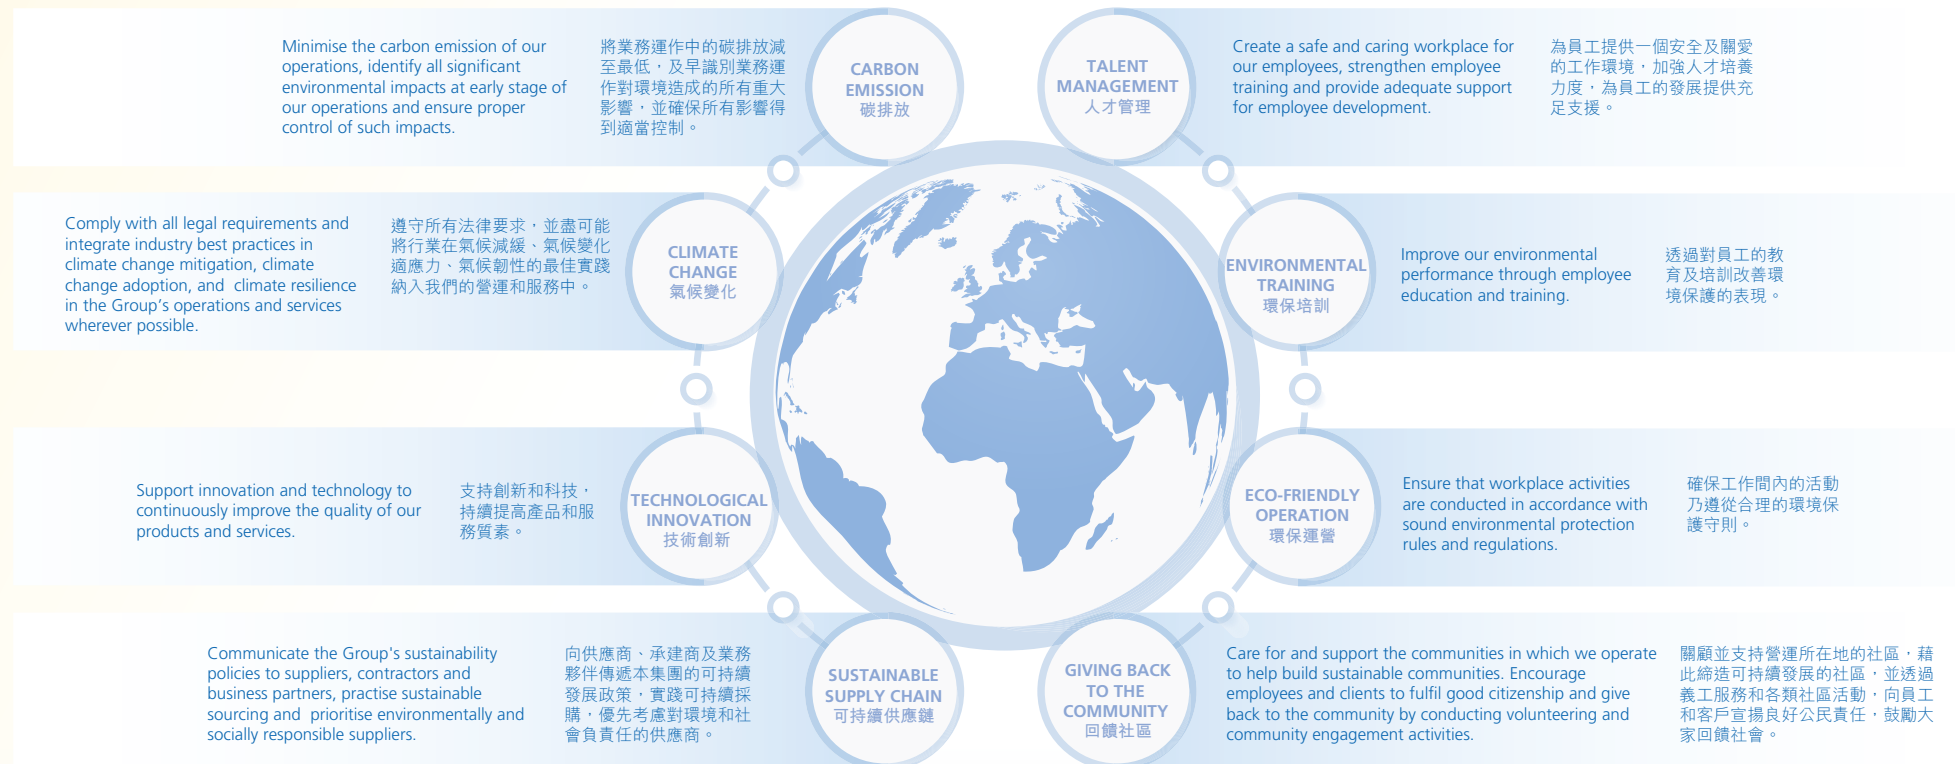 Minimise the carbon emission of our
operations, identify all significant
environmental impacts at early stage of
our operations and ensure proper
control of such impacts.
將業務運作中的碳排放減
至最低，及早識別業務運
作對環境造成的所有重大
影響，並確保所有影響得
到適當控制。
CARBON
EMISSION
碳排放
TALENT
MANAGEMENT
人才管理
Create a safe and caring workplace for
our employees, strengthen employee
training and provide adequate support
for employee development.
為員工提供一個安全及關愛
的工作環境，加強人才培養
力度，為員工的發展提供充
足支援。
Comply with all legal requirements and
integrate industry best practices in
climate change mitigation, climate
change adoption, and climate resilience
in the Group’s operations and services
wherever possible.
遵守所有法律要求，並盡可能
將行業在氣候減緩、氣候變化
適應力、氣候韌性的最佳實踐
納入我們的營運和服務中。
CLIMATE
CHANGE
氣候變化
ENVIRONMENTAL
TRAINING
環保培訓
Improve our environmental
performance through employee
education and training.
透過對員工的教
育及培訓改善環
境保護的表現。
Support innovation and technology to
continuously improve the quality of our
products and services.
支持創新和科技，
持續提高產品和服
務質素。
TECHNOLOGICAL
INNOVATION
技術創新
ECO-FRIENDLY
OPERATION
環保運營
Ensure that workplace activities
are conducted in accordance with
sound environmental protection
rules and regulations.
確保工作間內的活動
乃遵從合理的環境保
護守則。
Communicate the Group's sustainability
policies to suppliers, contractors and
business partners, practise sustainable
sourcing and prioritise environmentally and
socially responsible suppliers.
向供應商、承建商及業務
夥伴傳遞本集團的可持續
發展政策，實踐可持續採
購，優先考慮對環境和社
會負責任的供應商。
SUSTAINABLE
SUPPLY CHAIN
可持續供應鏈
GIVING BACK
TO THE
COMMUNITY
回饋社區
Care for and support the communities in which we operate
to help build sustainable communities. Encourage
employees and clients to fulfil good citizenship and give
back to the community by conducting volunteering and
community engagement activities.
關顧並支持營運所在地的社區，藉
此締造可持續發展的社區，並透過
義工服務和各類社區活動，向員工
和客戶宣揚良好公民責任，鼓勵大
家回饋社會。